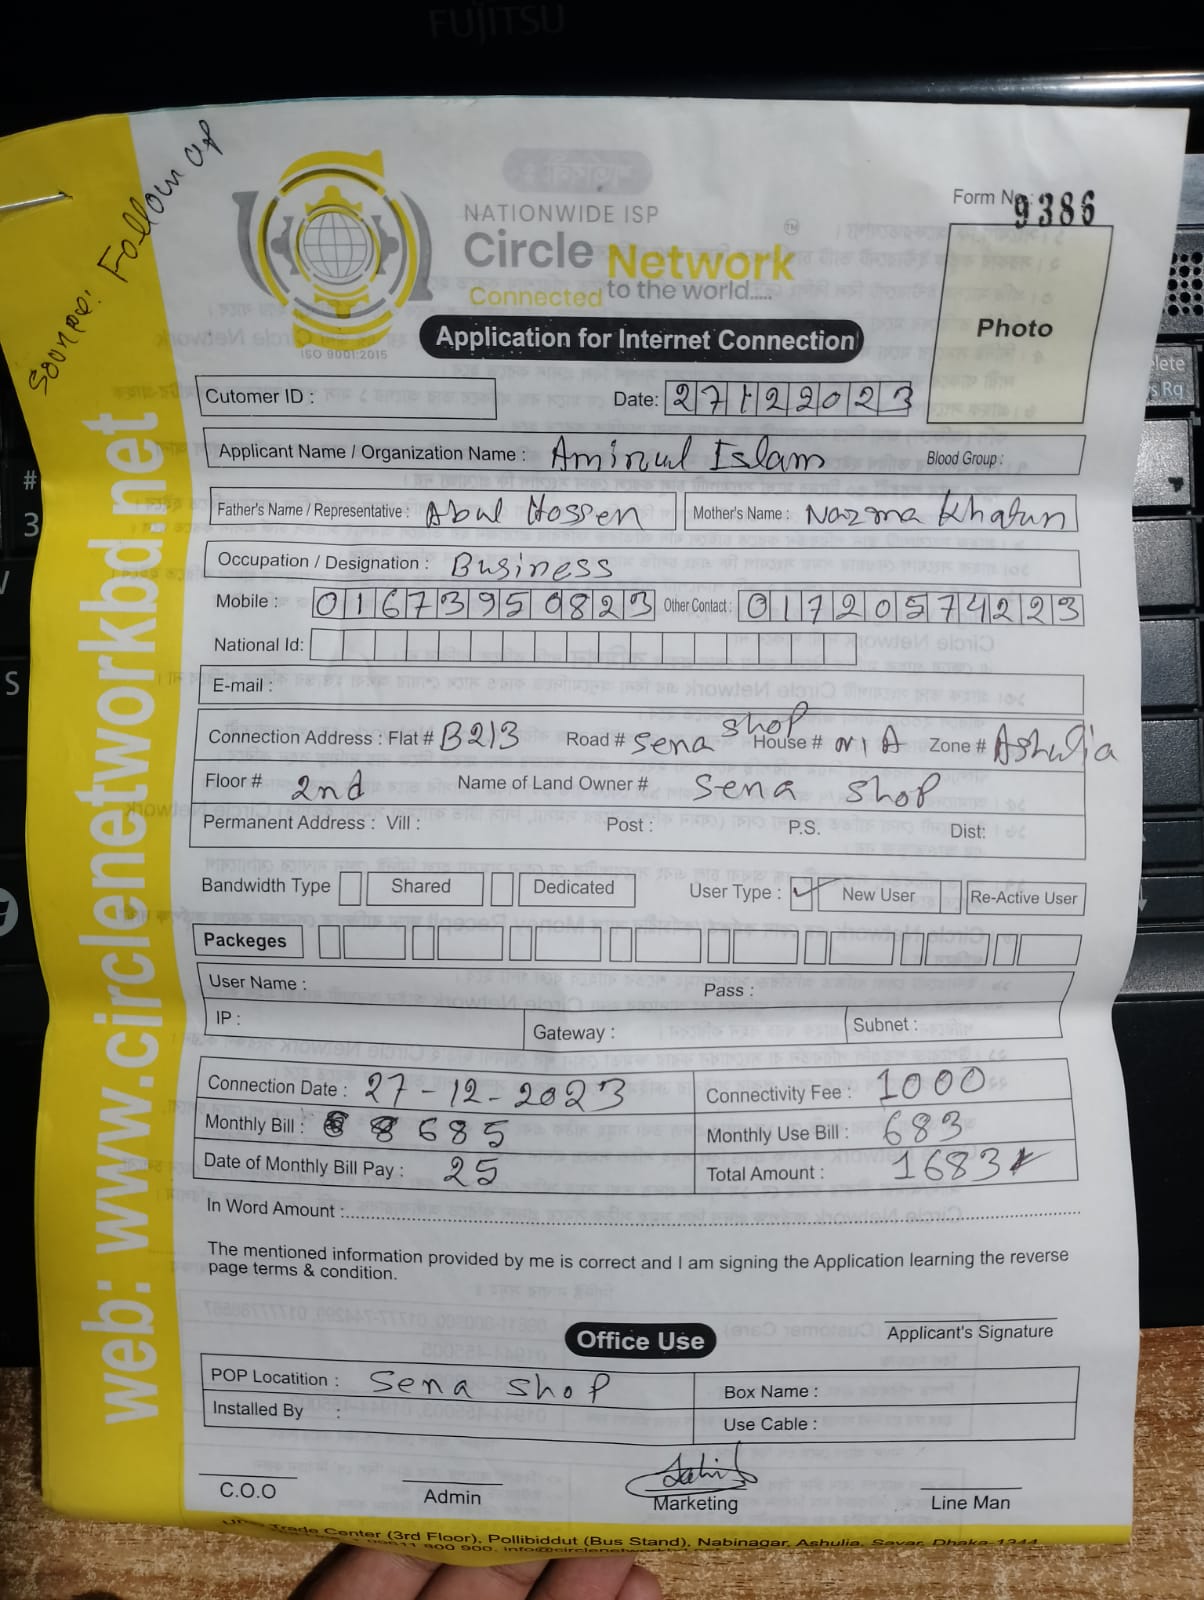 FUJITSU
Sounce: Follow up
NATIONWIDE ISP
Circle Network
TM
Connected to the world.....
ISO 9001:2015
Form No.: 9386
Photo
Application for Internet Connection
Cutomer ID :
Date: 27122023
Applicant Name / Organization Name : Aminul Islam Blood Group :
Father's Name / Representative : Abul Hossen Mother's Name : Nazma Khatun
Occupation / Designation : Business
Mobile : 01673950823 Other Contact : 01720574223
National Id:
E-mail :
Connection Address : Flat # B213 Road # Sena shop House # N/A Zone # Ashulia
Floor # 2nd Name of Land Owner # Sena shop
Permanent Address : Vill : Post : P.S. Dist:
Bandwidth Type Shared Dedicated User Type : New User Re-Active User
Packeges
User Name : Pass :
IP : Gateway : Subnet :
Connection Date : 27-12-2023 Connectivity Fee : 1000
Monthly Bill : 685 Monthly Use Bill : 683
Date of Monthly Bill Pay : 25 Total Amount : 1683
In Word Amount :
The mentioned information provided by me is correct and I am signing the Application learning the reverse
page terms & condition.
Applicant's Signature
Office Use
POP Locatition : Sena shop Box Name :
Installed By : Use Cable :
C.O.O Admin Marketing Line Man
Trade Center (3rd Floor), Pollibiddut (Bus Stand), Nabinagar, Ashulia, Savar, Dhaka-1344
web: www.circlenetworkbd.net